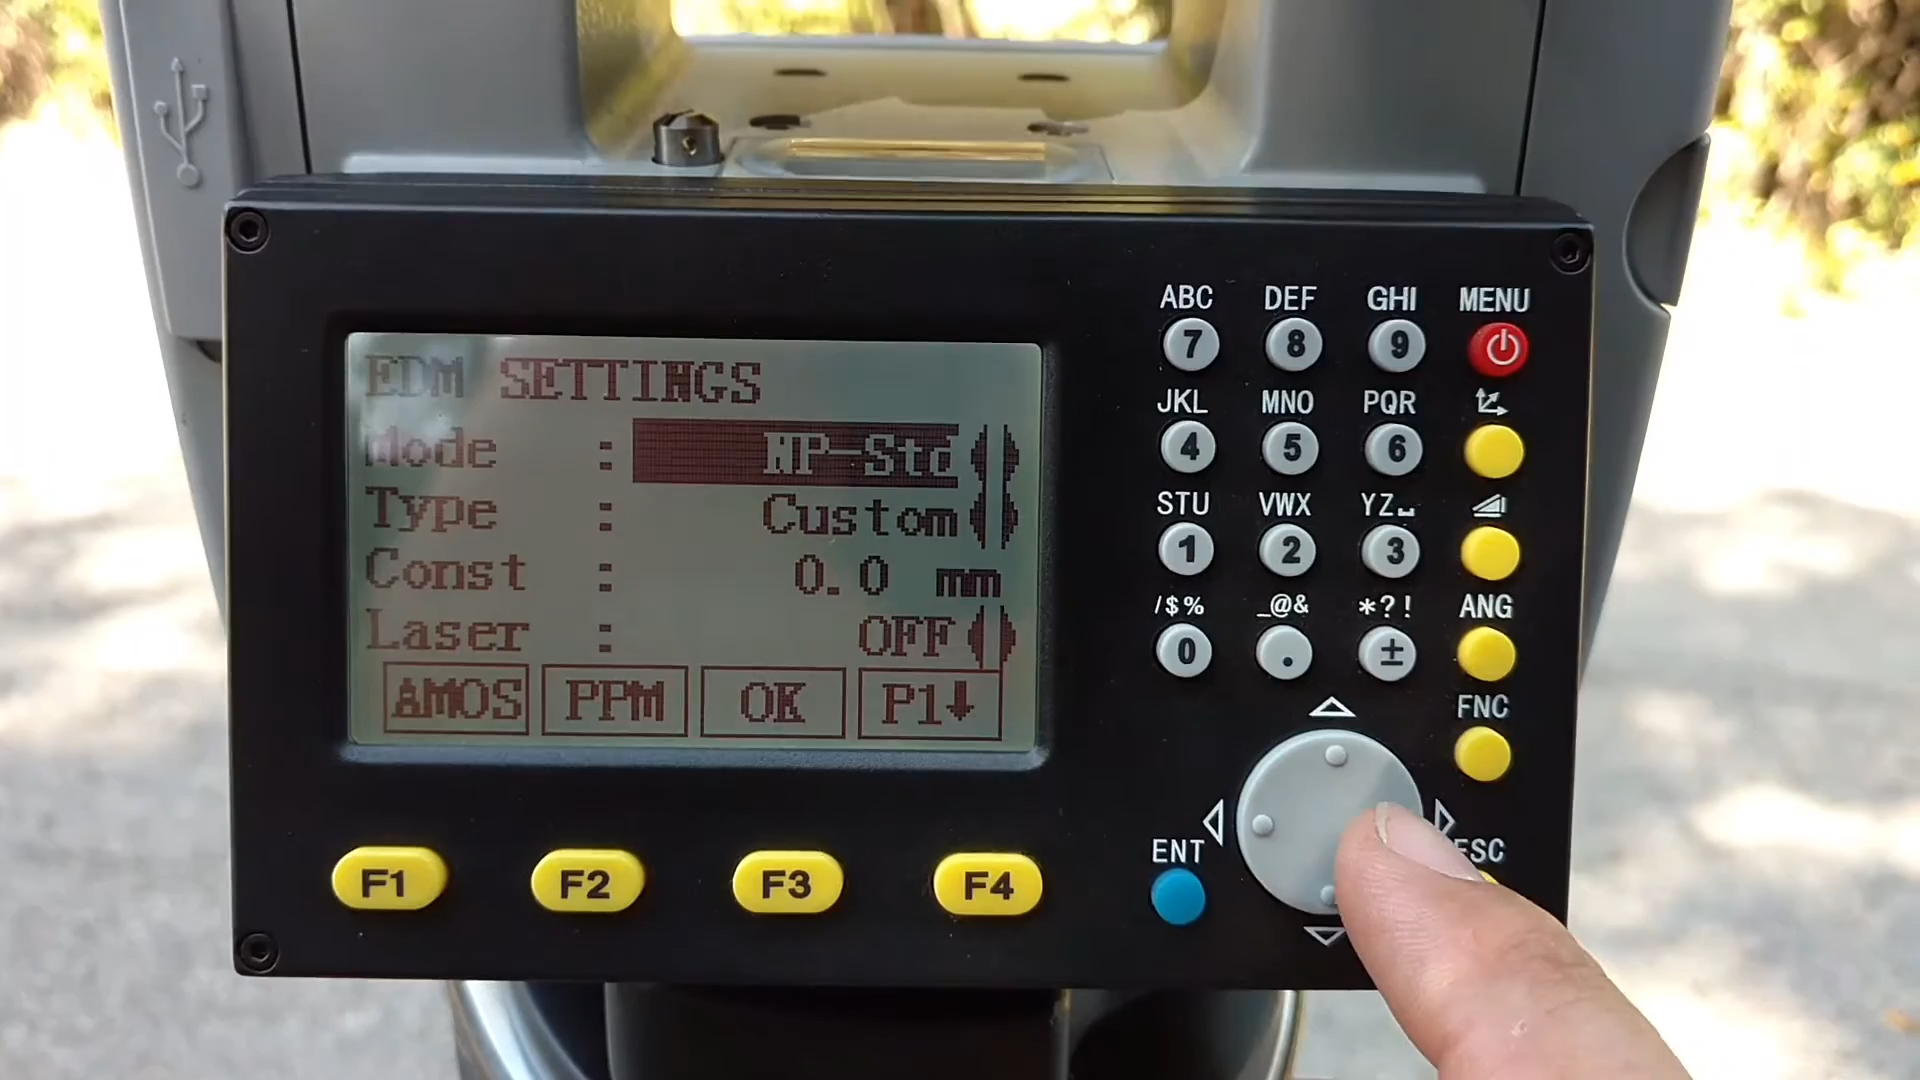 EDM SETTINGS
Mode : NP-Std
Type : Custom
Const : 0.0 mm
Laser : OFF
AMOS PPM OK P1↓
F1 F2 F3 F4
ABC DEF GHI MENU
7 8 9
JKL MNO PQR
4 5 6
STU VWX YZ␣
1 2 3
/$% _@& *?! ANG
0 . ±
FNC
ENT ESC